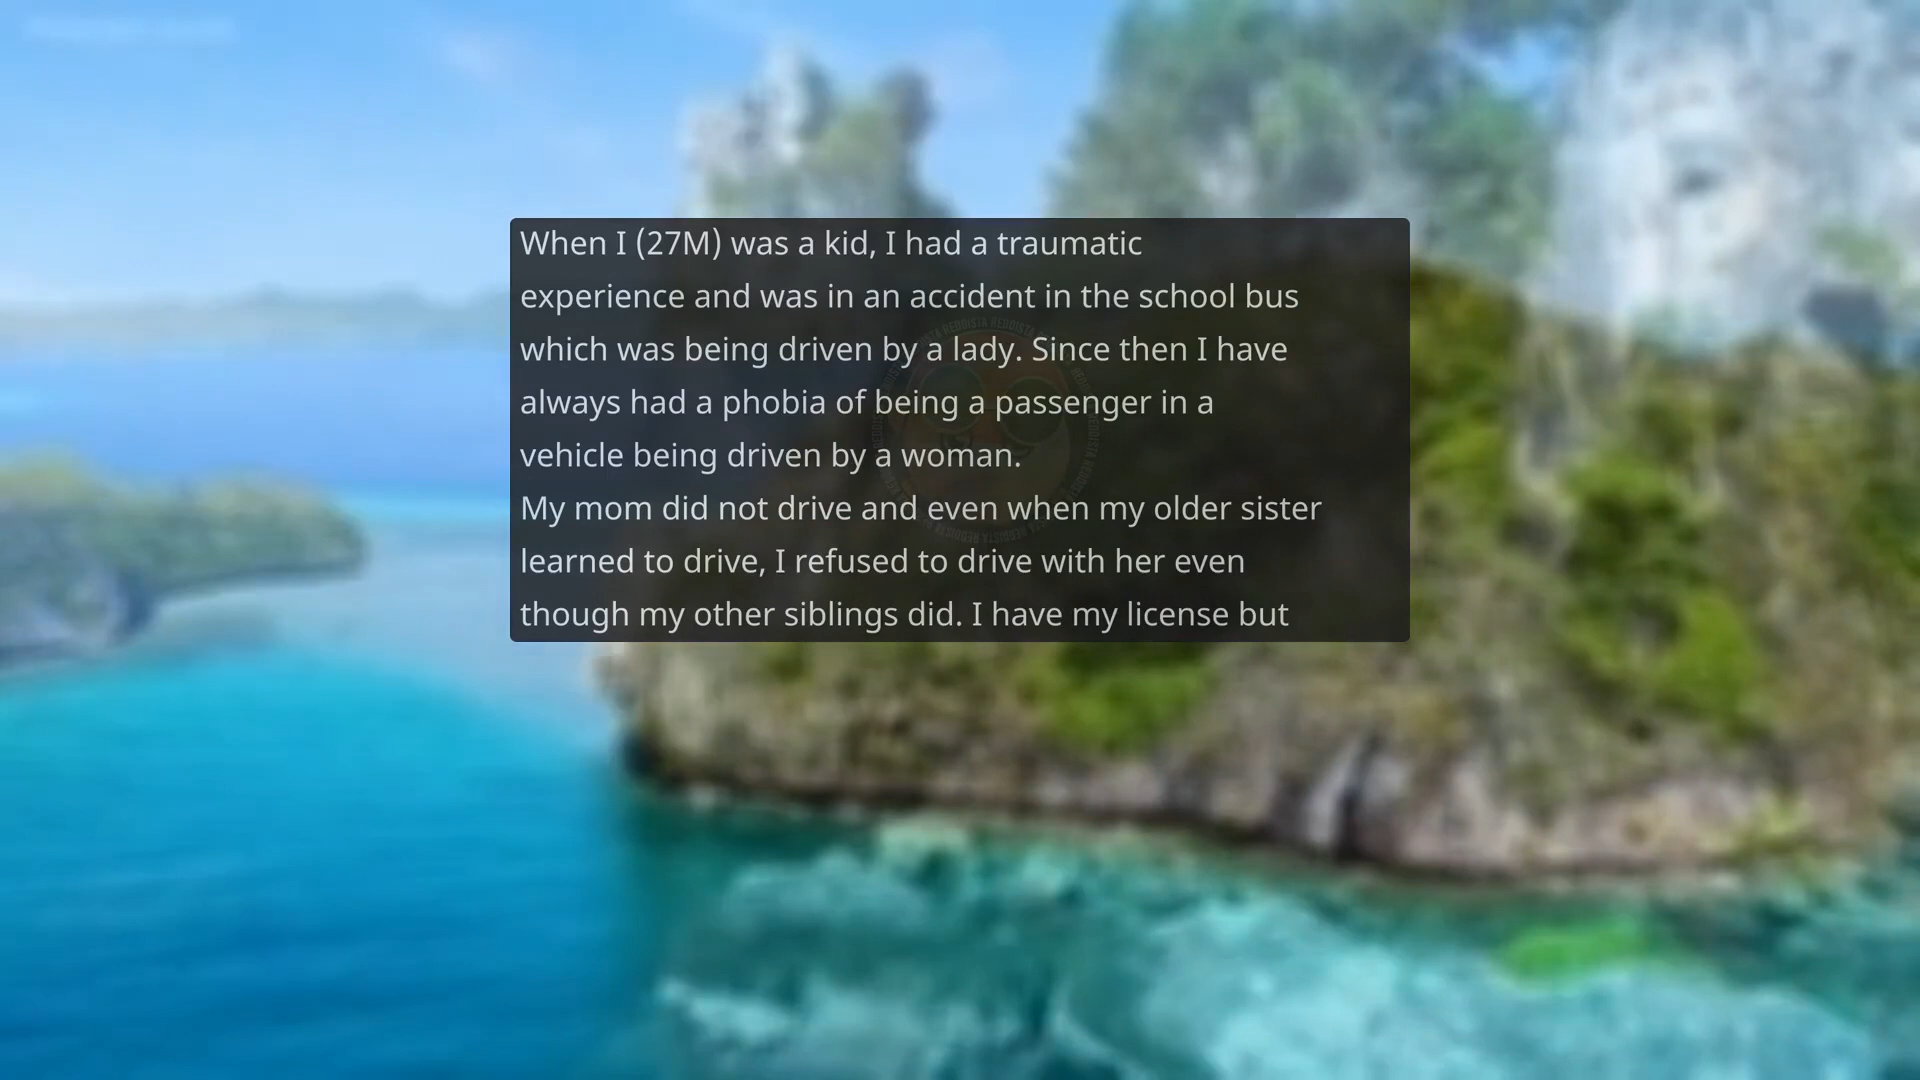 When I (27M) was a kid, I had a traumatic
experience and was in an accident in the school bus
which was being driven by a lady. Since then I have
always had a phobia of being a passenger in a
vehicle being driven by a woman.
My mom did not drive and even when my older sister
learned to drive, I refused to drive with her even
though my other siblings did. I have my license but